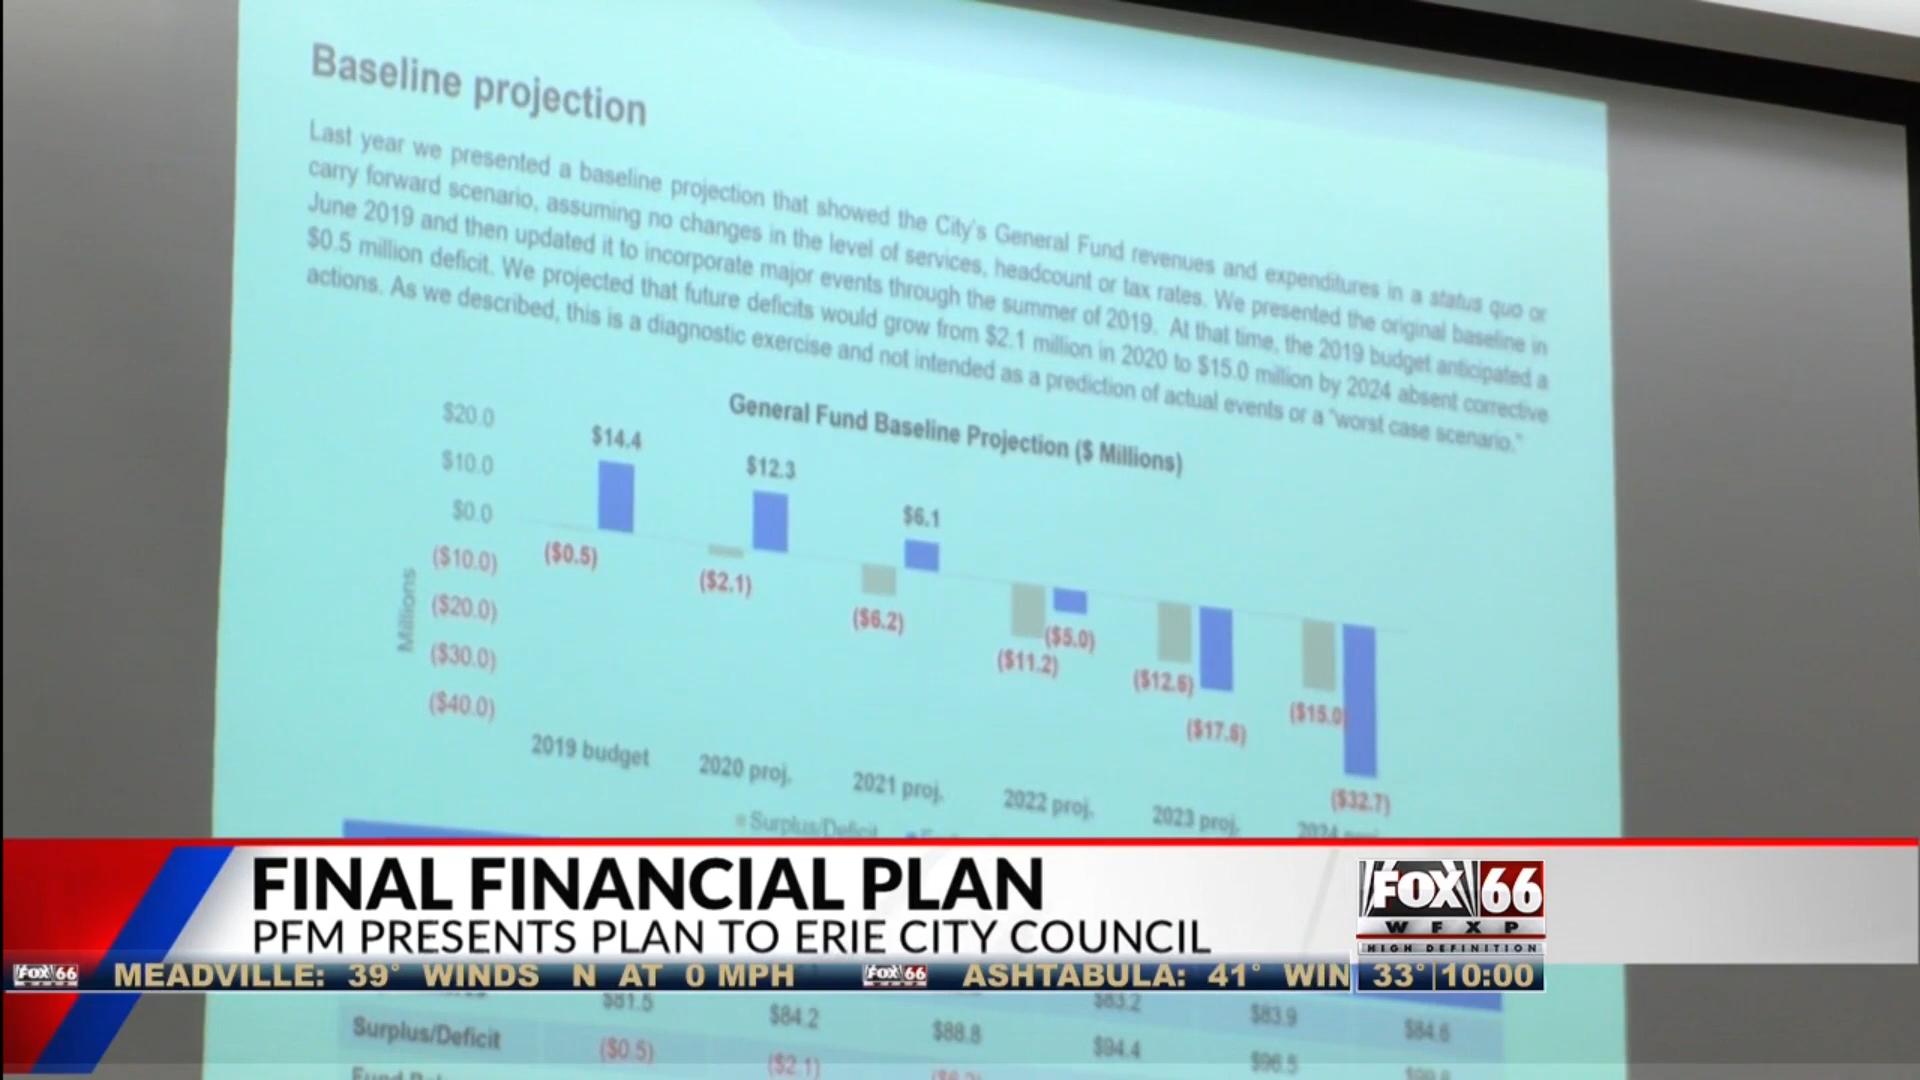 Baseline projection
Last year we presented a baseline projection that showed the City's General Fund revenues and expenditures in a status quo or
carry forward scenario, assuming no changes in the level of services, headcount or tax rates. We presented the original baseline in
June 2019 and then updated it to incorporate major events through the summer of 2019. At that time, the 2019 budget anticipated a
$0.5 million deficit. We projected that future deficits would grow from $2.1 million in 2020 to $15.0 million by 2024 absent corrective
actions. As we described, this is a diagnostic exercise and not intended as a prediction of actual events or a "worst case scenario."
General Fund Baseline Projection ($ Millions)
$20.0
$10.0
$0.0
($10.0)
($20.0)
($30.0)
($40.0)
Millions
$14.4
$12.3
$6.1
($0.5)
($2.1)
($6.2)
($11.2)
($5.0)
($12.6)
($17.6)
($15.0
($32.7)
2019 budget
2020 proj.
2021 proj.
2022 proj.
2023 proj.
2024
Surplus/Deficit
FINAL FINANCIAL PLAN
PFM PRESENTS PLAN TO ERIE CITY COUNCIL
FOX 66
WFXP
HIGH DEFINITION
FOX 66 MEADVILLE: 39° WINDS N AT 0 MPH FOX 66 ASHTABULA: 41° WIN 33° 10:00
$81.5 $83.2 $83.9 $84.6
$84.2 $88.8 $94.4 $96.5
Surplus/Deficit ($0.5) ($2.1)